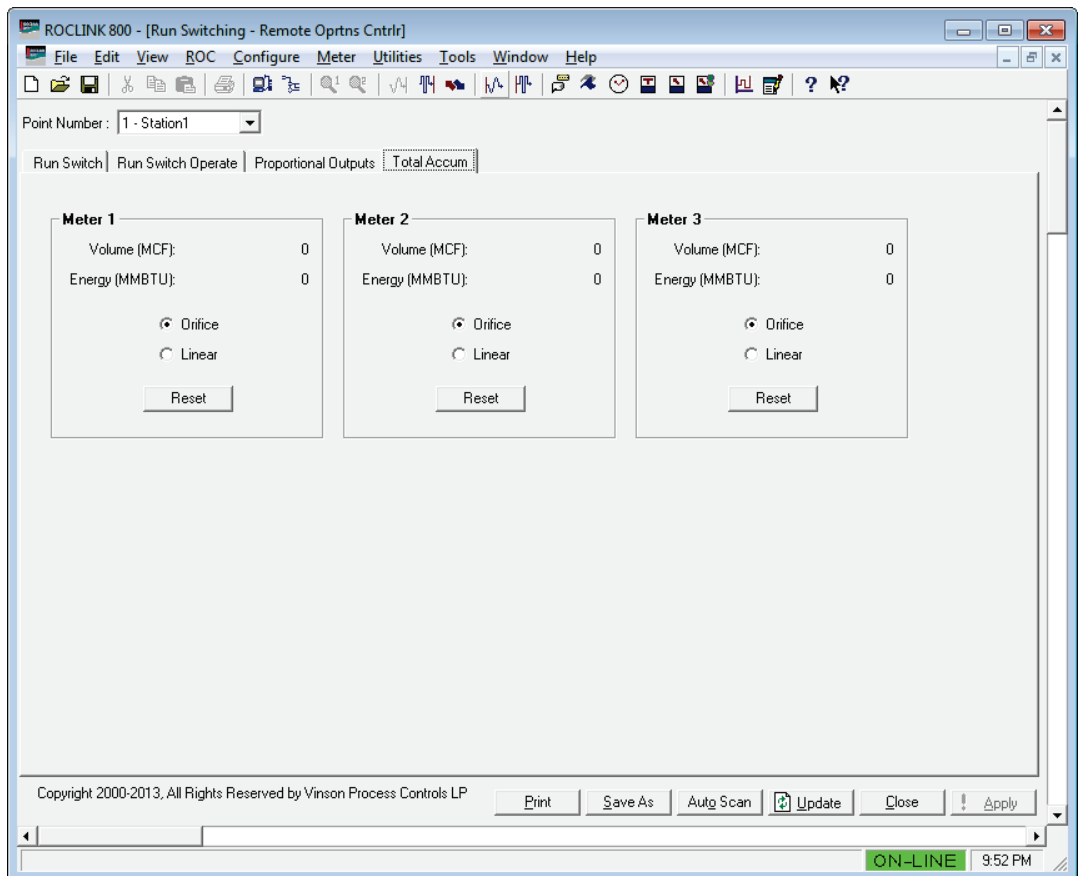 ROCLINK 800 - [Run Switching - Remote Oprtns Cntrlr]
File Edit View ROC Configure Meter Utilities Tools Window Help
Point Number : 1 - Station1
Run Switch Run Switch Operate Proportional Outputs Total Accum
Meter 1 Meter 2 Meter 3
Volume (MCF): 0 Volume (MCF): 0 Volume (MCF): 0
Energy (MMBTU): 0 Energy (MMBTU): 0 Energy (MMBTU): 0
Orifice Orifice Orifice
Linear Linear Linear
Reset Reset Reset
Copyright 2000-2013, All Rights Reserved by Vinson Process Controls LP Print Save As Auto Scan Update Close ! Apply
ON-LINE 9:52 PM